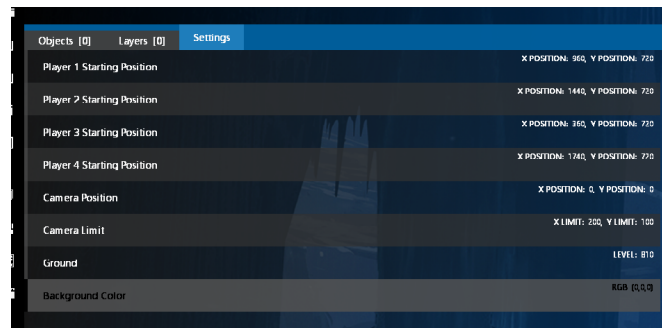 Objects [0] Layers [0] Settings
Player 1 Starting Position X POSITION: 960, Y POSITION: 720
Player 2 Starting Position X POSITION: 1440, Y POSITION: 720
Player 3 Starting Position X POSITION: 360, Y POSITION: 720
Player 4 Starting Position X POSITION: 1740, Y POSITION: 720
Camera Position X POSITION: 0, Y POSITION: 0
Camera Limit X LIMIT: 200, Y LIMIT: 100
Ground LEVEL: 810
Background Color RGB (0,0,0)